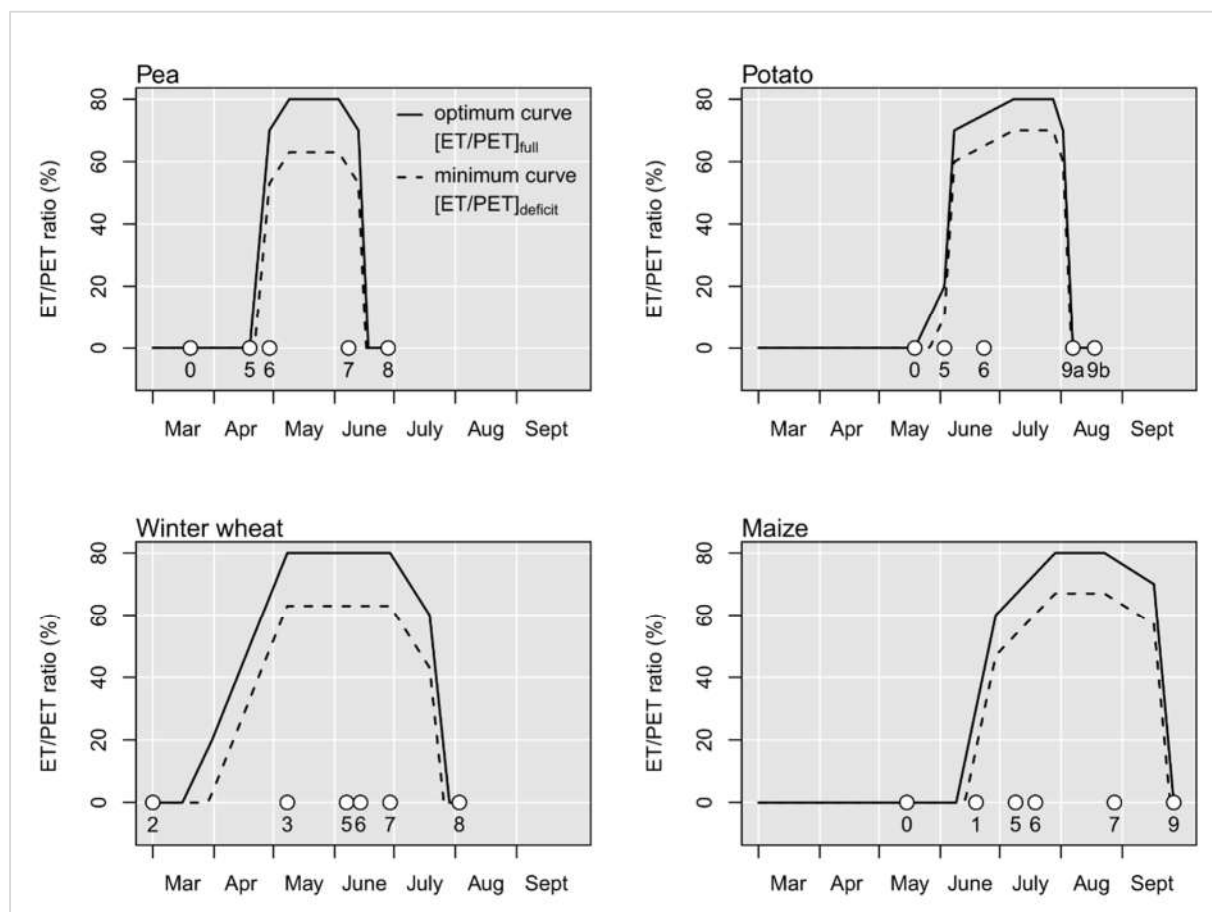 Pea
ET/PET ratio (%)
80
60
40
20
0
optimum curve
[ET/PET]full
minimum curve
[ET/PET]deficit
0 5 6 7 8
Mar Apr May June July Aug Sept
Potato
ET/PET ratio (%)
80
60
40
20
0
0 5 6 9a 9b
Mar Apr May June July Aug Sept
Winter wheat
ET/PET ratio (%)
80
60
40
20
0
2 3 5 6 7 8
Mar Apr May June July Aug Sept
Maize
ET/PET ratio (%)
80
60
40
20
0
0 1 5 6 7 9
Mar Apr May June July Aug Sept